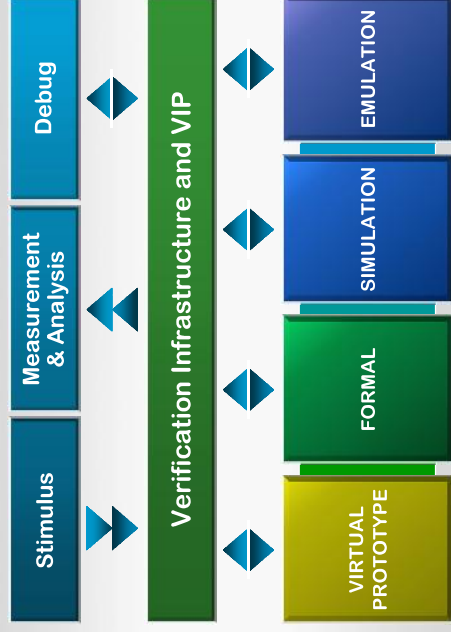 Stimulus
Measurement
& Analysis
Debug
Verification Infrastructure and VIP
VIRTUAL
PROTOTYPE
FORMAL
SIMULATION
EMULATION